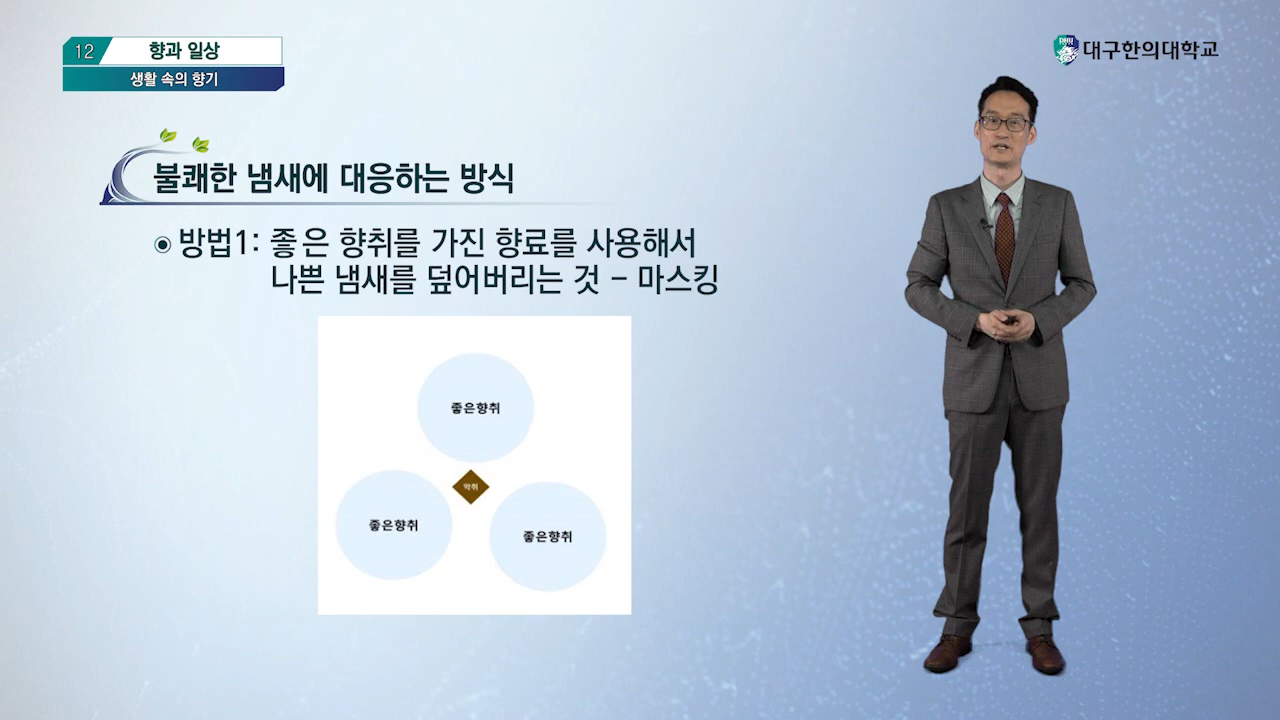 12 향과 일상
생활 속의 향기
대구한의대학교
불쾌한 냄새에 대응하는 방식
방법1: 좋은 향취를 가진 향료를 사용해서
나쁜 냄새를 덮어버리는 것 – 마스킹
좋은향취
악취
좋은향취
좋은향취